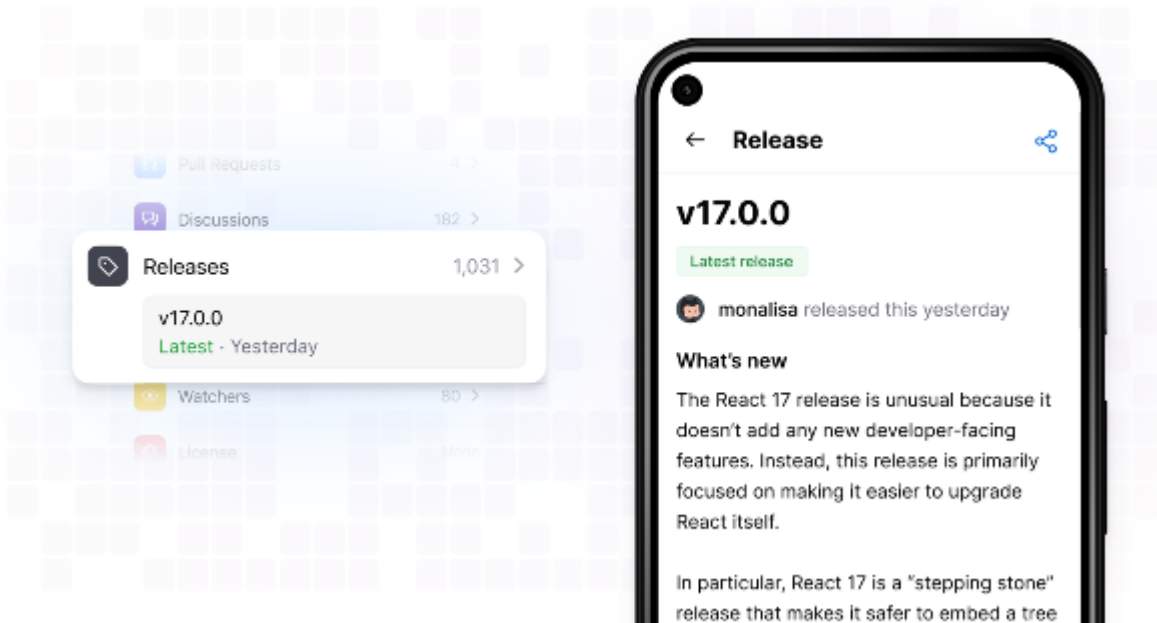 Pull Requests 4
Discussions 182
Releases 1,031
v17.0.0
Latest - Yesterday
Watchers 80
License None
Release
v17.0.0
Latest release
monalisa released this yesterday
What's new
The React 17 release is unusual because it
doesn't add any new developer-facing
features. Instead, this release is primarily
focused on making it easier to upgrade
React itself.
In particular, React 17 is a "stepping stone"
release that makes it safer to embed a tree